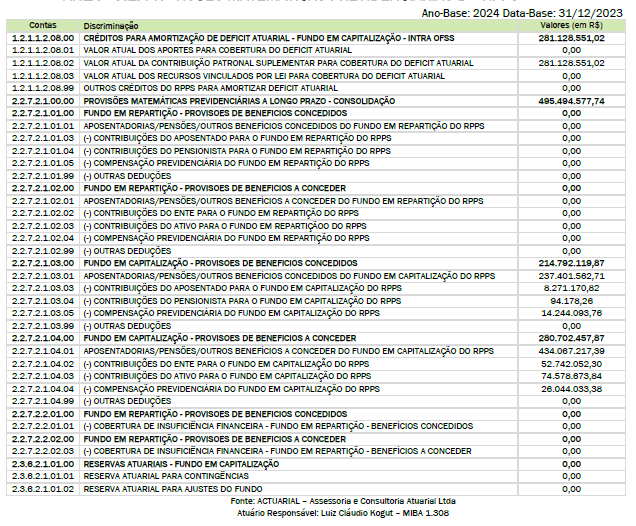 Ano-Base: 2024 Data-Base: 31/12/2023
Contas Discriminação Valores (em R$)
1.2.1.1.2.08.00 CRÉDITOS PARA AMORTIZAÇÃO DE DEFICIT ATUARIAL - FUNDO EM CAPITALIZAÇÃO - INTRA OFSS 281.128.551,02
1.2.1.1.2.08.01 VALOR ATUAL DOS APORTES PARA COBERTURA DO DEFICIT ATUARIAL 0,00
1.2.1.1.2.08.02 VALOR ATUAL DA CONTRIBUIÇÃO PATRONAL SUPLEMENTAR PARA COBERTURA DO DEFICIT ATUARIAL 281.128.551,02
1.2.1.1.2.08.03 VALOR ATUAL DOS RECURSOS VINCULADOS POR LEI PARA COBERTURA DO DEFICIT ATUARIAL 0,00
1.2.1.1.2.08.99 OUTROS CRÉDITOS DO RPPS PARA AMORTIZAR DEFICIT ATUARIAL 0,00
2.2.7.2.1.00.00 PROVISÕES MATEMÁTICAS PREVIDENCIÁRIAS A LONGO PRAZO - CONSOLIDAÇÃO 495.494.577,74
2.2.7.2.1.01.00 FUNDO EM REPARTIÇÃO - PROVISOES DE BENEFICIOS CONCEDIDOS 0,00
2.2.7.2.1.01.01 APOSENTADORIAS/PENSÕES/OUTROS BENEFÍCIOS CONCEDIDOS DO FUNDO EM REPARTIÇÃO DO RPPS 0,00
2.2.7.2.1.01.03 (-) CONTRIBUIÇÕES DO APOSENTADO PARA O FUNDO EM REPARTIÇÃO DO RPPS 0,00
2.2.7.2.1.01.04 (-) CONTRIBUIÇÕES DO PENSIONISTA PARA O FUNDO EM REPARTIÇÃO DO RPPS 0,00
2.2.7.2.1.01.05 (-) COMPENSAÇÃO PREVIDENCIÁRIA DO FUNDO EM REPARTIÇÃO DO RPPS 0,00
2.2.7.2.1.01.99 (-) OUTRAS DEDUÇÕES 0,00
2.2.7.2.1.02.00 FUNDO EM REPARTIÇÃO - PROVISOES DE BENEFICIOS A CONCEDER 0,00
2.2.7.2.1.02.01 APOSENTADORIAS/PENSÕES/OUTROS BENEFÍCIOS A CONCEDER DO FUNDO EM REPARTIÇÃO DO RPPS 0,00
2.2.7.2.1.02.02 (-) CONTRIBUIÇÕES DO ENTE PARA O FUNDO EM REPARTIÇÃO DO RPPS 0,00
2.2.7.2.1.02.03 (-) CONTRIBUIÇÕES DO ATIVO PARA O FUNDO EM REPARTIÇÃOO DO RPPS 0,00
2.2.7.2.1.02.04 (-) COMPENSAÇÃO PREVIDENCIÁRIA DO FUNDO EM REPARTIÇÃO DO RPPS 0,00
2.2.7.2.1.02.99 (-) OUTRAS DEDUÇÕES 0,00
2.2.7.2.1.03.00 FUNDO EM CAPITALIZAÇÃO - PROVISOES DE BENEFICIOS CONCEDIDOS 214.792.119,87
2.2.7.2.1.03.01 APOSENTADORIAS/PENSÕES/OUTROS BENEFÍCIOS CONCEDIDOS DO FUNDO EM CAPITALIZAÇÃO DO RPPS 237.401.562,71
2.2.7.2.1.03.03 (-) CONTRIBUIÇÕES DO APOSENTADO PARA O FUNDO EM CAPITALIZAÇÃO DO RPPS 8.271.170,82
2.2.7.2.1.03.04 (-) CONTRIBUIÇÕES DO PENSIONISTA PARA O FUNDO EM CAPITALIZAÇÃO DO RPPS 94.178,26
2.2.7.2.1.03.05 (-) COMPENSAÇÃO PREVIDENCIÁRIA DO FUNDO EM CAPITALIZAÇÃO DO RPPS 14.244.093,76
2.2.7.2.1.03.99 (-) OUTRAS DEDUÇÕES 0,00
2.2.7.2.1.04.00 FUNDO EM CAPITALIZAÇÃO - PROVISOES DE BENEFICIOS A CONCEDER 280.702.457,87
2.2.7.2.1.04.01 APOSENTADORIAS/PENSÕES/OUTROS BENEFÍCIOS A CONCEDER DO FUNDO EM CAPITALIZAÇÃO DO RPPS 434.067.217,39
2.2.7.2.1.04.02 (-) CONTRIBUIÇÕES DO ENTE PARA O FUNDO EM CAPITALIZAÇÃO DO RPPS 52.742.052,30
2.2.7.2.1.04.03 (-) CONTRIBUIÇÕES DO ATIVO PARA O FUNDO EM CAPITALIZAÇÃO DO RPPS 74.578.673,84
2.2.7.2.1.04.04 (-) COMPENSAÇÃO PREVIDENCIÁRIA DO FUNDO EM CAPITALIZAÇÃO DO RPPS 26.044.033,38
2.2.7.2.1.04.99 (-) OUTRAS DEDUÇÕES 0,00
2.2.7.2.2.01.00 FUNDO EM REPARTIÇÃO - PROVISOES DE BENEFICIOS CONCEDIDOS 0,00
2.2.7.2.2.01.01 (-) COBERTURA DE INSUFICIÊNCIA FINANCEIRA - FUNDO EM REPARTIÇÃO - BENEFÍCIOS CONCEDIDOS 0,00
2.2.7.2.2.02.00 FUNDO EM REPARTIÇÃO - PROVISOES DE BENEFICIOS A CONCEDER 0,00
2.2.7.2.2.02.03 (-) COBERTURA DE INSUFICIÊNCIA FINANCEIRA - FUNDO EM REPARTIÇÃO - BENEFÍCIOS A CONCEDER 0,00
2.3.6.2.1.01.00 RESERVAS ATUARIAIS - FUNDO EM CAPITALIZAÇÃO 0,00
2.3.6.2.1.01.01 RESERVA ATUARIAL PARA CONTINGÊNCIAS 0,00
2.3.6.2.1.01.02 RESERVA ATUARIAL PARA AJUSTES DO FUNDO 0,00
Fonte: ACTUARIAL – Assessoria e Consultoria Atuarial Ltda
Atuário Responsável: Luiz Cláudio Kogut – MIBA 1.308